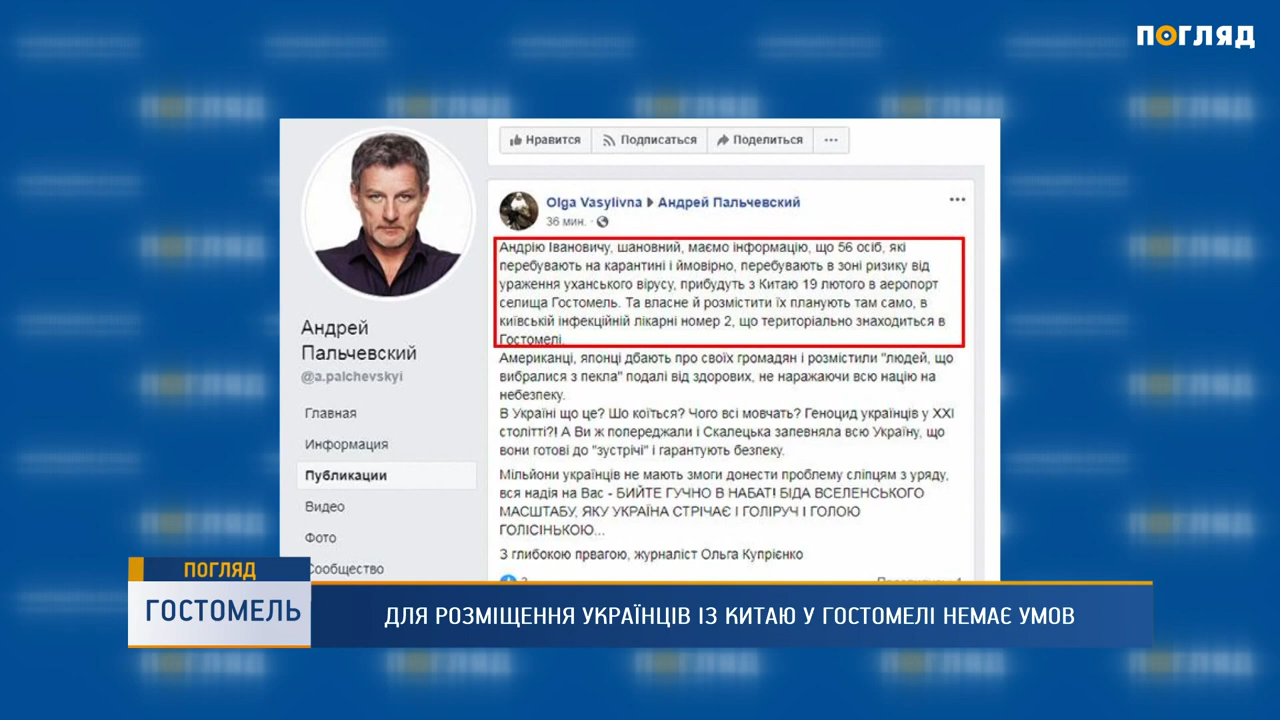 ПОГЛЯД
Нравится
Подписаться
Поделиться
Olga Vasylivna
Андрей Пальчевский
36 мин.
Андрію Івановичу, шановний, маємо інформацію, що 56 осіб, які
перебувають на карантині і ймовірно, перебувають в зоні ризику від
ураження уханського вірусу, прибудуть з Китаю 19 лютого в аеропорт
селища Гостомель. Та власне й розмістити їх планують там само, в
київській інфекційній лікарні номер 2, що територіально знаходиться в
Гостомелі.
Американці, японці дбають про своїх громадян і розмістили "людей, що
вибралися з пекла" подалі від здорових, не наражаючи всю націю на
небезпеку.
В Україні що це? Шо коїться? Чого всі мовчать? Геноцид українців у ХХІ
столітті?! А Ви ж попереджали і Скалецька запевняла всю Україну, що
вони готові до "зустрічі" і гарантують безпеку.
Мільйони українців не мають змоги донести проблему сліпцям з уряду,
вся надія на Вас - БИЙТЕ ГУЧНО В НАБАТ! БІДА ВСЕЛЕНСЬКОГО
МАСШТАБУ, ЯКУ УКРАЇНА СТРІЧАЄ І ГОЛІРУЧ І ГОЛОЮ
ГОЛІСІНЬКОЮ...
З глибокою првагою, журналіст Ольга Купрієнко
Андрей
Пальчевский
@a.palchevskyi
Главная
Информация
Публикации
Видео
Фото
Сообщество
ПОГЛЯД
ГОСТОМЕЛЬ
ДЛЯ РОЗМІЩЕННЯ УКРАЇНЦІВ ІЗ КИТАЮ У ГОСТОМЕЛІ НЕМАЄ УМОВ